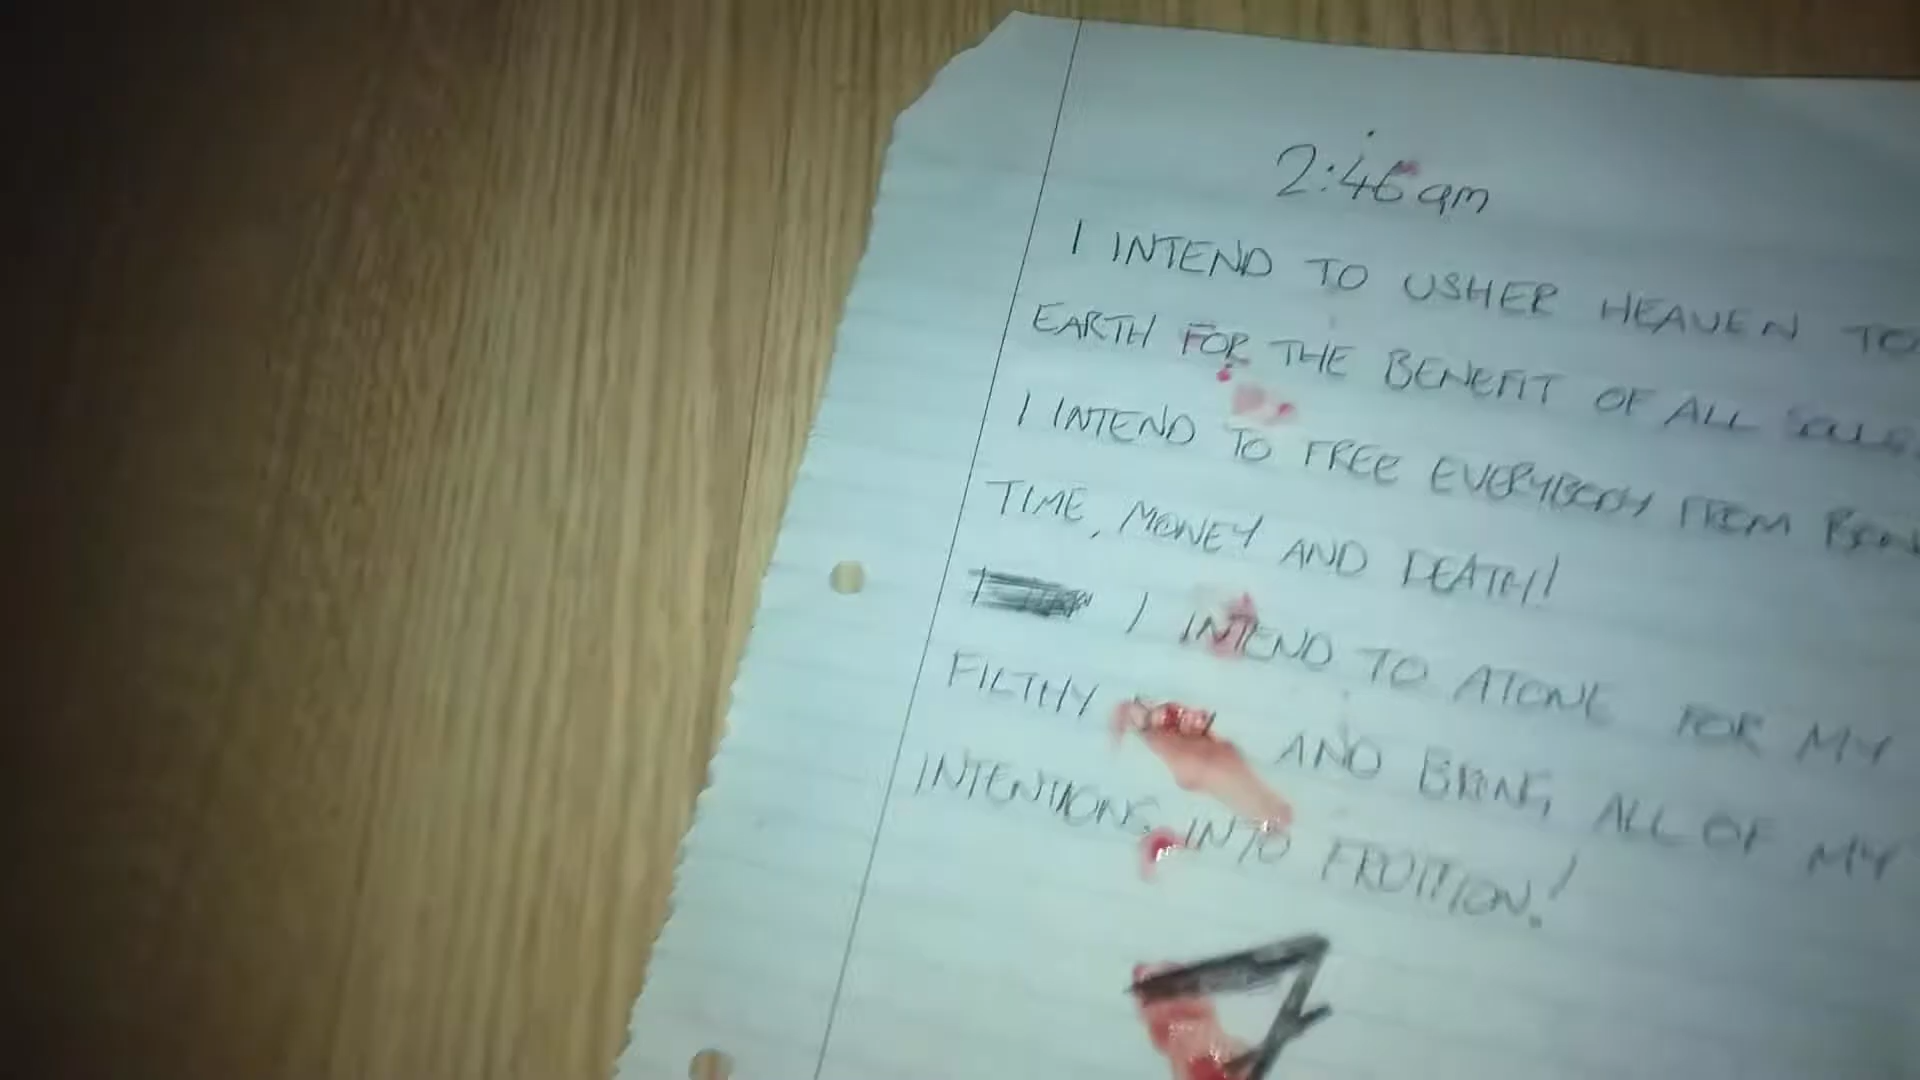 2:46am
I INTEND TO USHER HEAVEN TO
EARTH FOR THE BENEFIT OF ALL SOULS
I INTEND TO FREE EVERYBODY FROM
TIME, MONEY AND DEATH!
I I INTEND TO ATONE FOR MY
FILTHY AND BRING ALL OF MY
INTENTIONS INTO FRUITION!